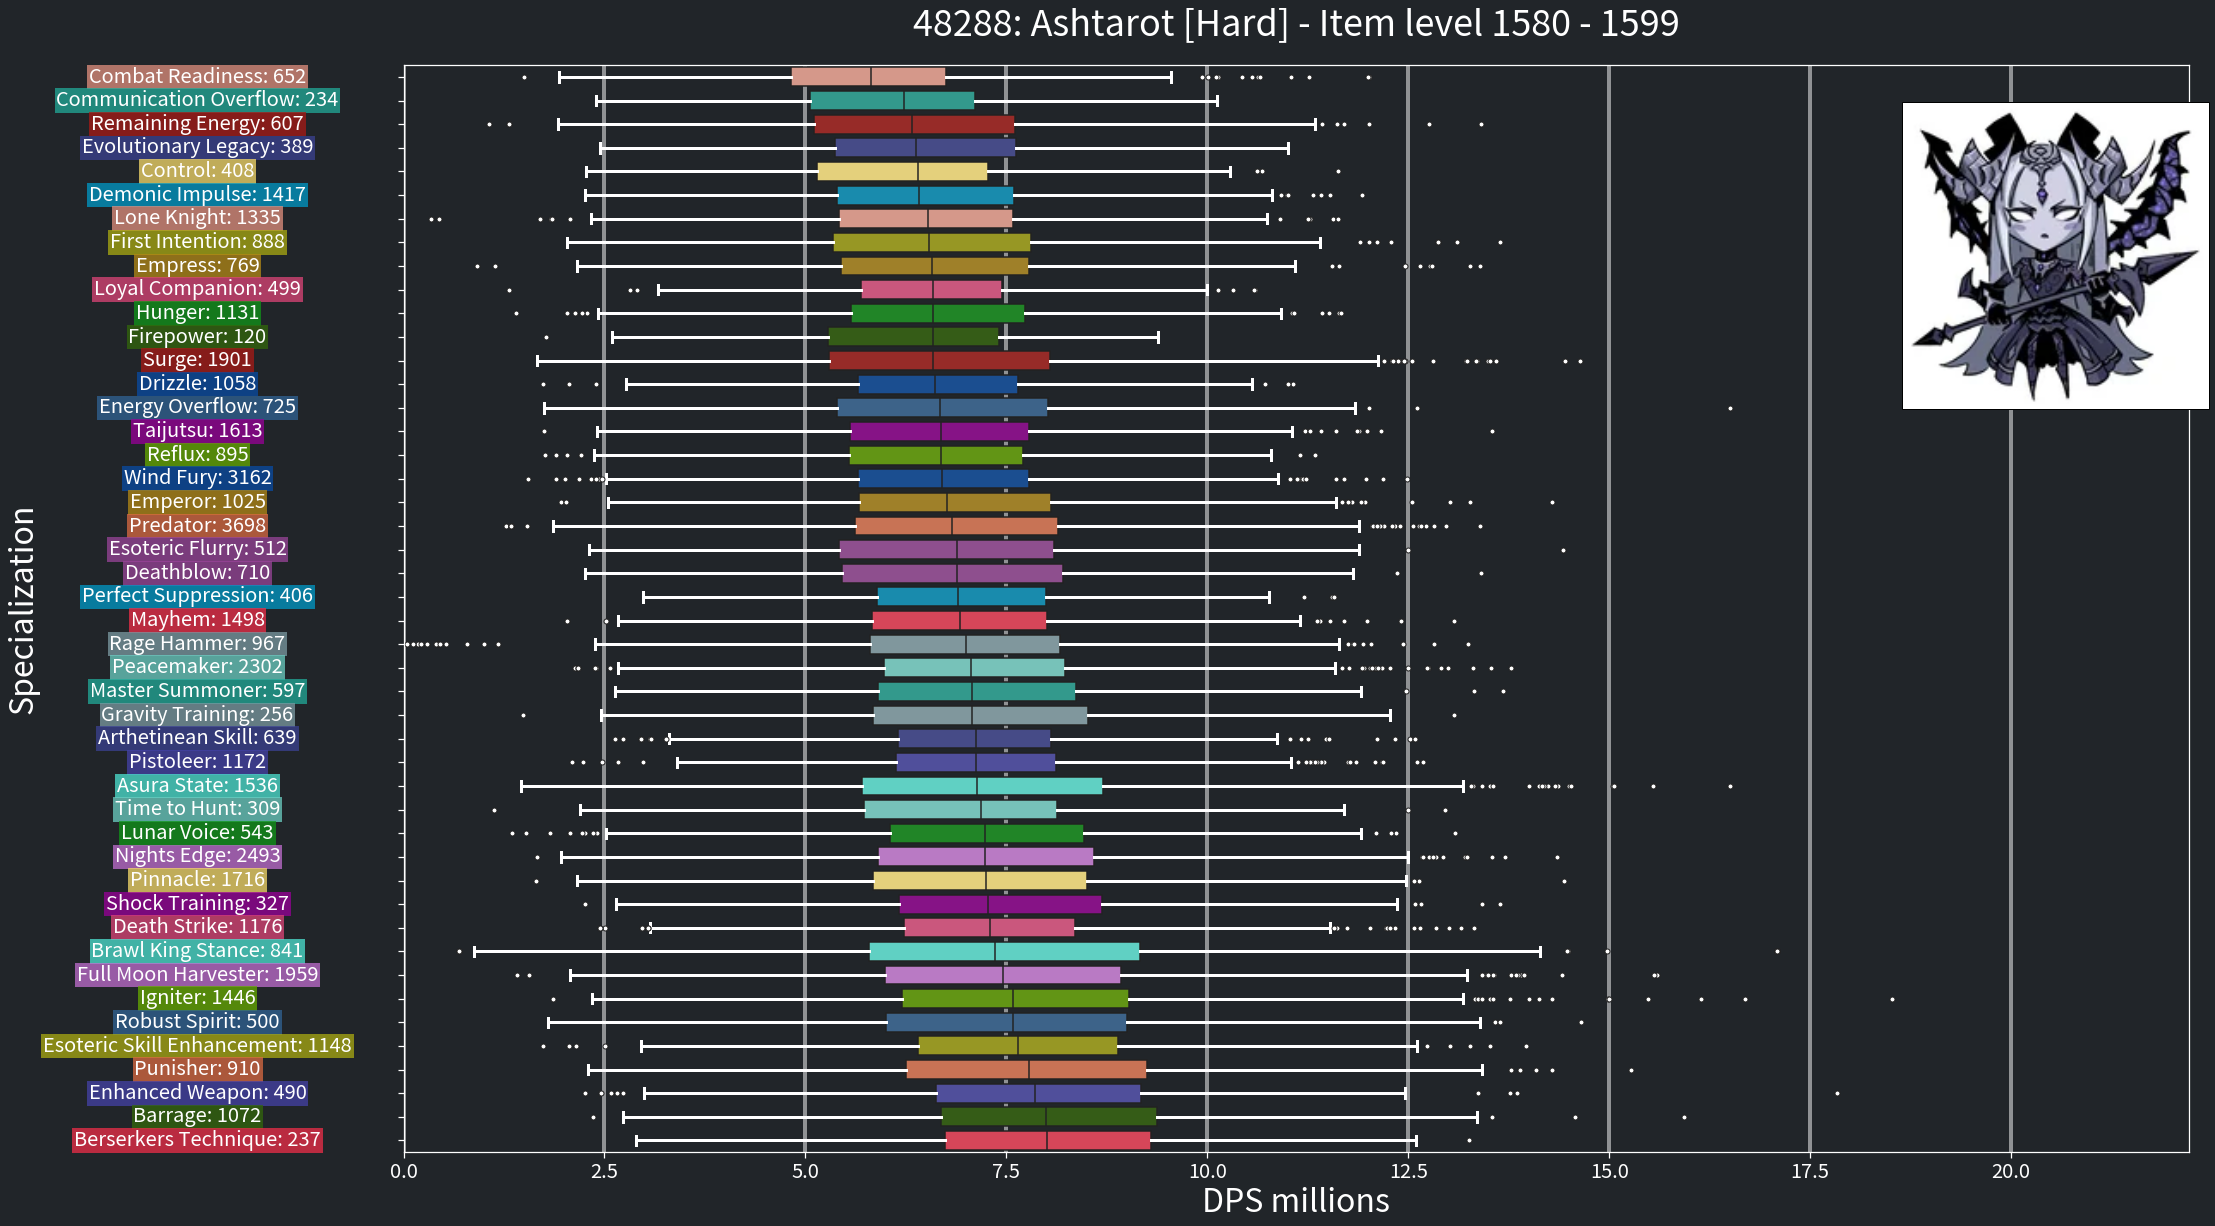 48288: Ashtarot [Hard] - Item level 1580 - 1599
Combat Readiness: 652
Communication Overflow: 234
Remaining Energy: 607
Evolutionary Legacy: 389
Control: 408
Demonic Impulse: 1417
Lone Knight: 1335
First Intention: 888
Empress: 769
Loyal Companion: 499
Hunger: 1131
Firepower: 120
Surge: 1901
Drizzle: 1058
Energy Overflow: 725
Taijutsu: 1613
Reflux: 895
Wind Fury: 3162
Emperor: 1025
Predator: 3698
Esoteric Flurry: 512
Deathblow: 710
Perfect Suppression: 406
Mayhem: 1498
Rage Hammer: 967
Peacemaker: 2302
Master Summoner: 597
Gravity Training: 256
Arthetinean Skill: 639
Pistoleer: 1172
Asura State: 1536
Time to Hunt: 309
Lunar Voice: 543
Nights Edge: 2493
Pinnacle: 1716
Shock Training: 327
Death Strike: 1176
Brawl King Stance: 841
Full Moon Harvester: 1959
Igniter: 1446
Robust Spirit: 500
Esoteric Skill Enhancement: 1148
Punisher: 910
Enhanced Weapon: 490
Barrage: 1072
Berserkers Technique: 237
Specialization
0.0 2.5 5.0 7.5 10.0 12.5 15.0 17.5 20.0
DPS millions